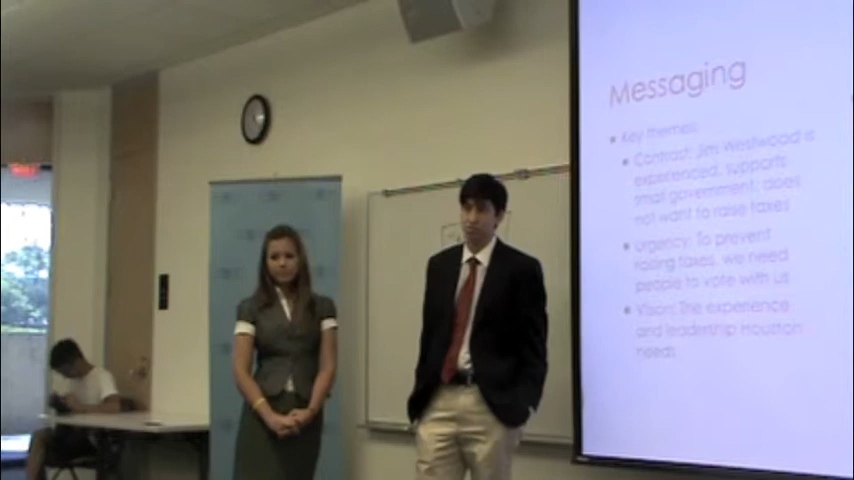 Messaging
Key themes:
Contract: Jim Westwood is
experienced, supports
small government, does
not want to raise taxes
Urgency: To prevent
raising taxes, we need
people to vote with us
Vision: The experience
and leadership Houston
needs